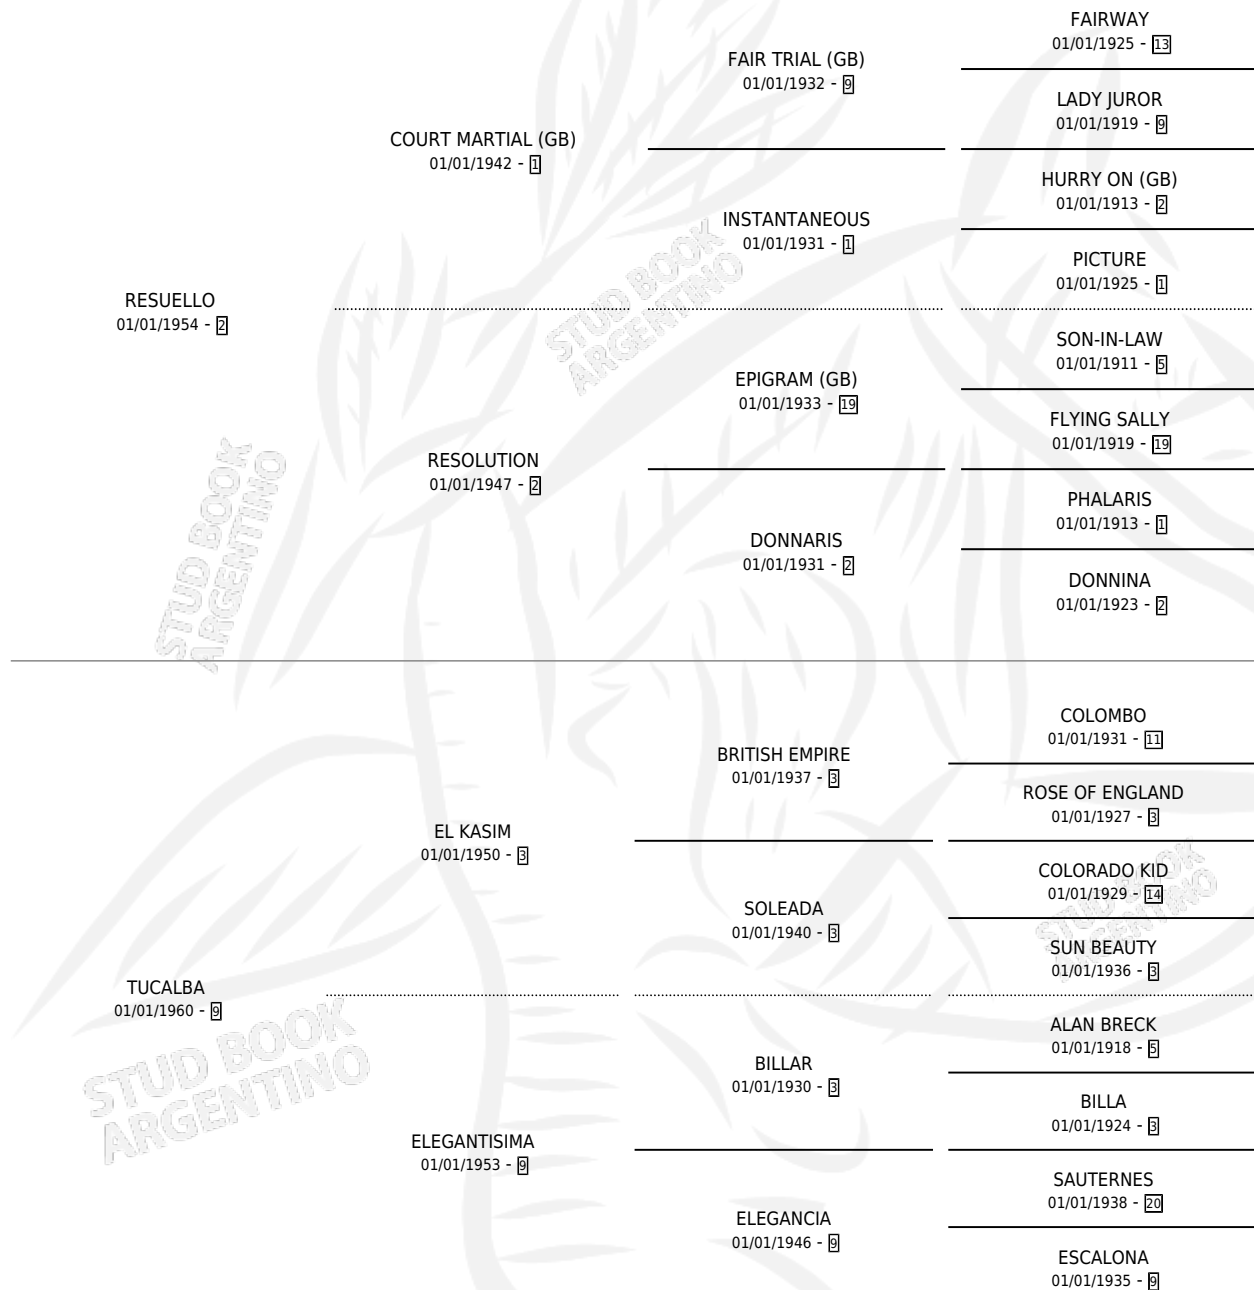 FAIRWAY
01/01/1925 - 13
FAIR TRIAL (GB)
01/01/1932 - 9
LADY JUROR
01/01/1919 - 9
COURT MARTIAL (GB)
01/01/1942 - 1
HURRY ON (GB)
01/01/1913 - 2
INSTANTANEOUS
01/01/1931 - 1
PICTURE
01/01/1925 - 1
RESUELLO
01/01/1954 - 2
SON-IN-LAW
01/01/1911 - 5
EPIGRAM (GB)
01/01/1933 - 19
FLYING SALLY
01/01/1919 - 19
RESOLUTION
01/01/1947 - 2
PHALARIS
01/01/1913 - 1
DONNARIS
01/01/1931 - 2
DONNINA
01/01/1923 - 2
STUD BOOK
ARGENTINO
STUD BOOK
ARGENTINO
COLOMBO
01/01/1931 - 11
BRITISH EMPIRE
01/01/1937 - 3
ROSE OF ENGLAND
01/01/1927 - 3
EL KASIM
01/01/1950 - 3
COLORADO KID
01/01/1929 - 14
SOLEADA
01/01/1940 - 3
SUN BEAUTY
01/01/1936 - 3
STUD BOOK
ARGENTINO
TUCALBA
01/01/1960 - 9
ALAN BRECK
01/01/1918 - 5
BILLAR
01/01/1930 - 3
BILLA
01/01/1924 - 3
ELEGANTISIMA
01/01/1953 - 9
SAUTERNES
01/01/1938 - 20
ELEGANCIA
01/01/1946 - 9
ESCALONA
01/01/1935 - 9
STUD BOOK
ARGENTINO